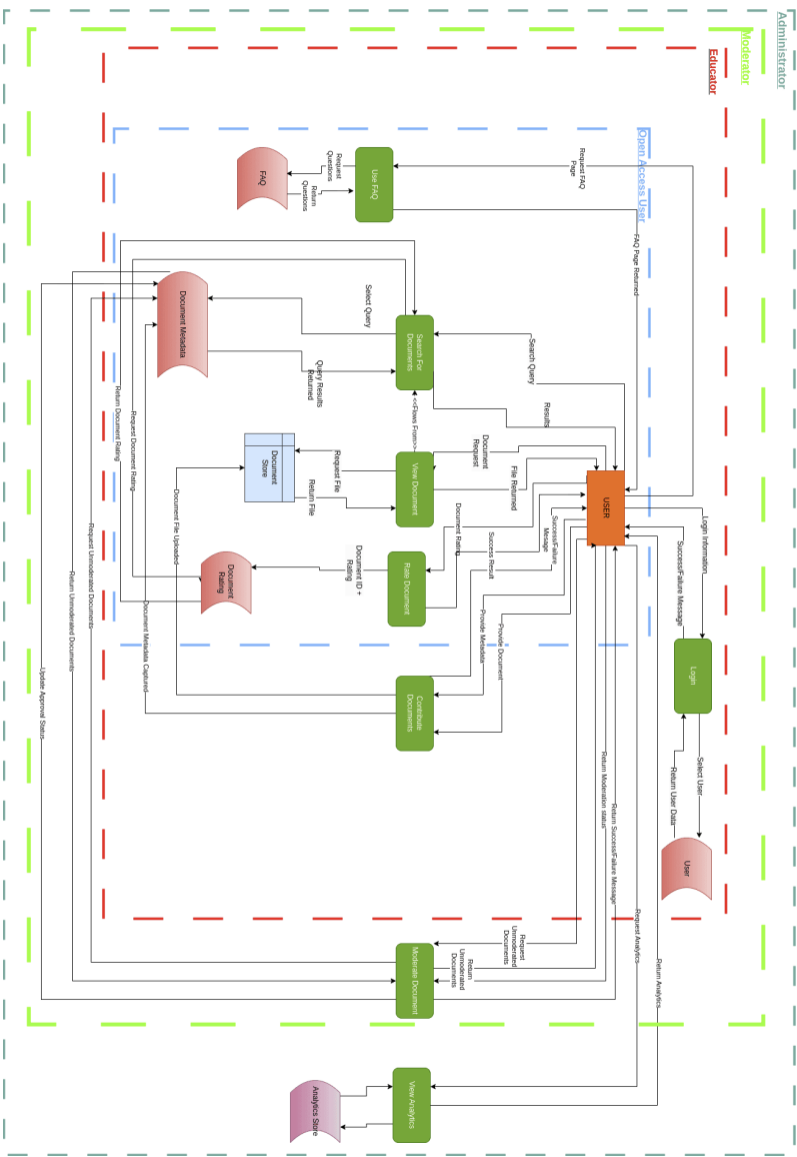 Administrator
Moderator
Educator
Open Access User
Request FAQ
Page
FAQ Page Returned
Use FAQ
Request
Questions
Return
Questions
FAQ
Search Query
Results
Search For
Documents
Select Query
Query Results
Returned
Document Metadata
<<Flows From>>
Document
Request
File Returned
View Document
Request File
Return File
Document
Store
USER
Login Information
Success/Failure Message
Login
Select User
Return User Data
User
Document Rating
Success Result
Success/Failure
Mesage
Rate Document
Document ID +
Rating
Document
Rating
Return Document Rating
Request Document Rating
Provide Metadata
Provide Document
Contribute
Documents
Document File Uploaded
Document Metadata Captured
Request Unmoderated Documents
Return Unmoderated Documents
Update Approval Status
Return Moderation status
Return Success/Failure Message
Request
Unmoderated
Documents
Return
Unmoderated
Documents
Moderate Document
Request Analytics
Return Analytics
View Analytics
Analytics Store